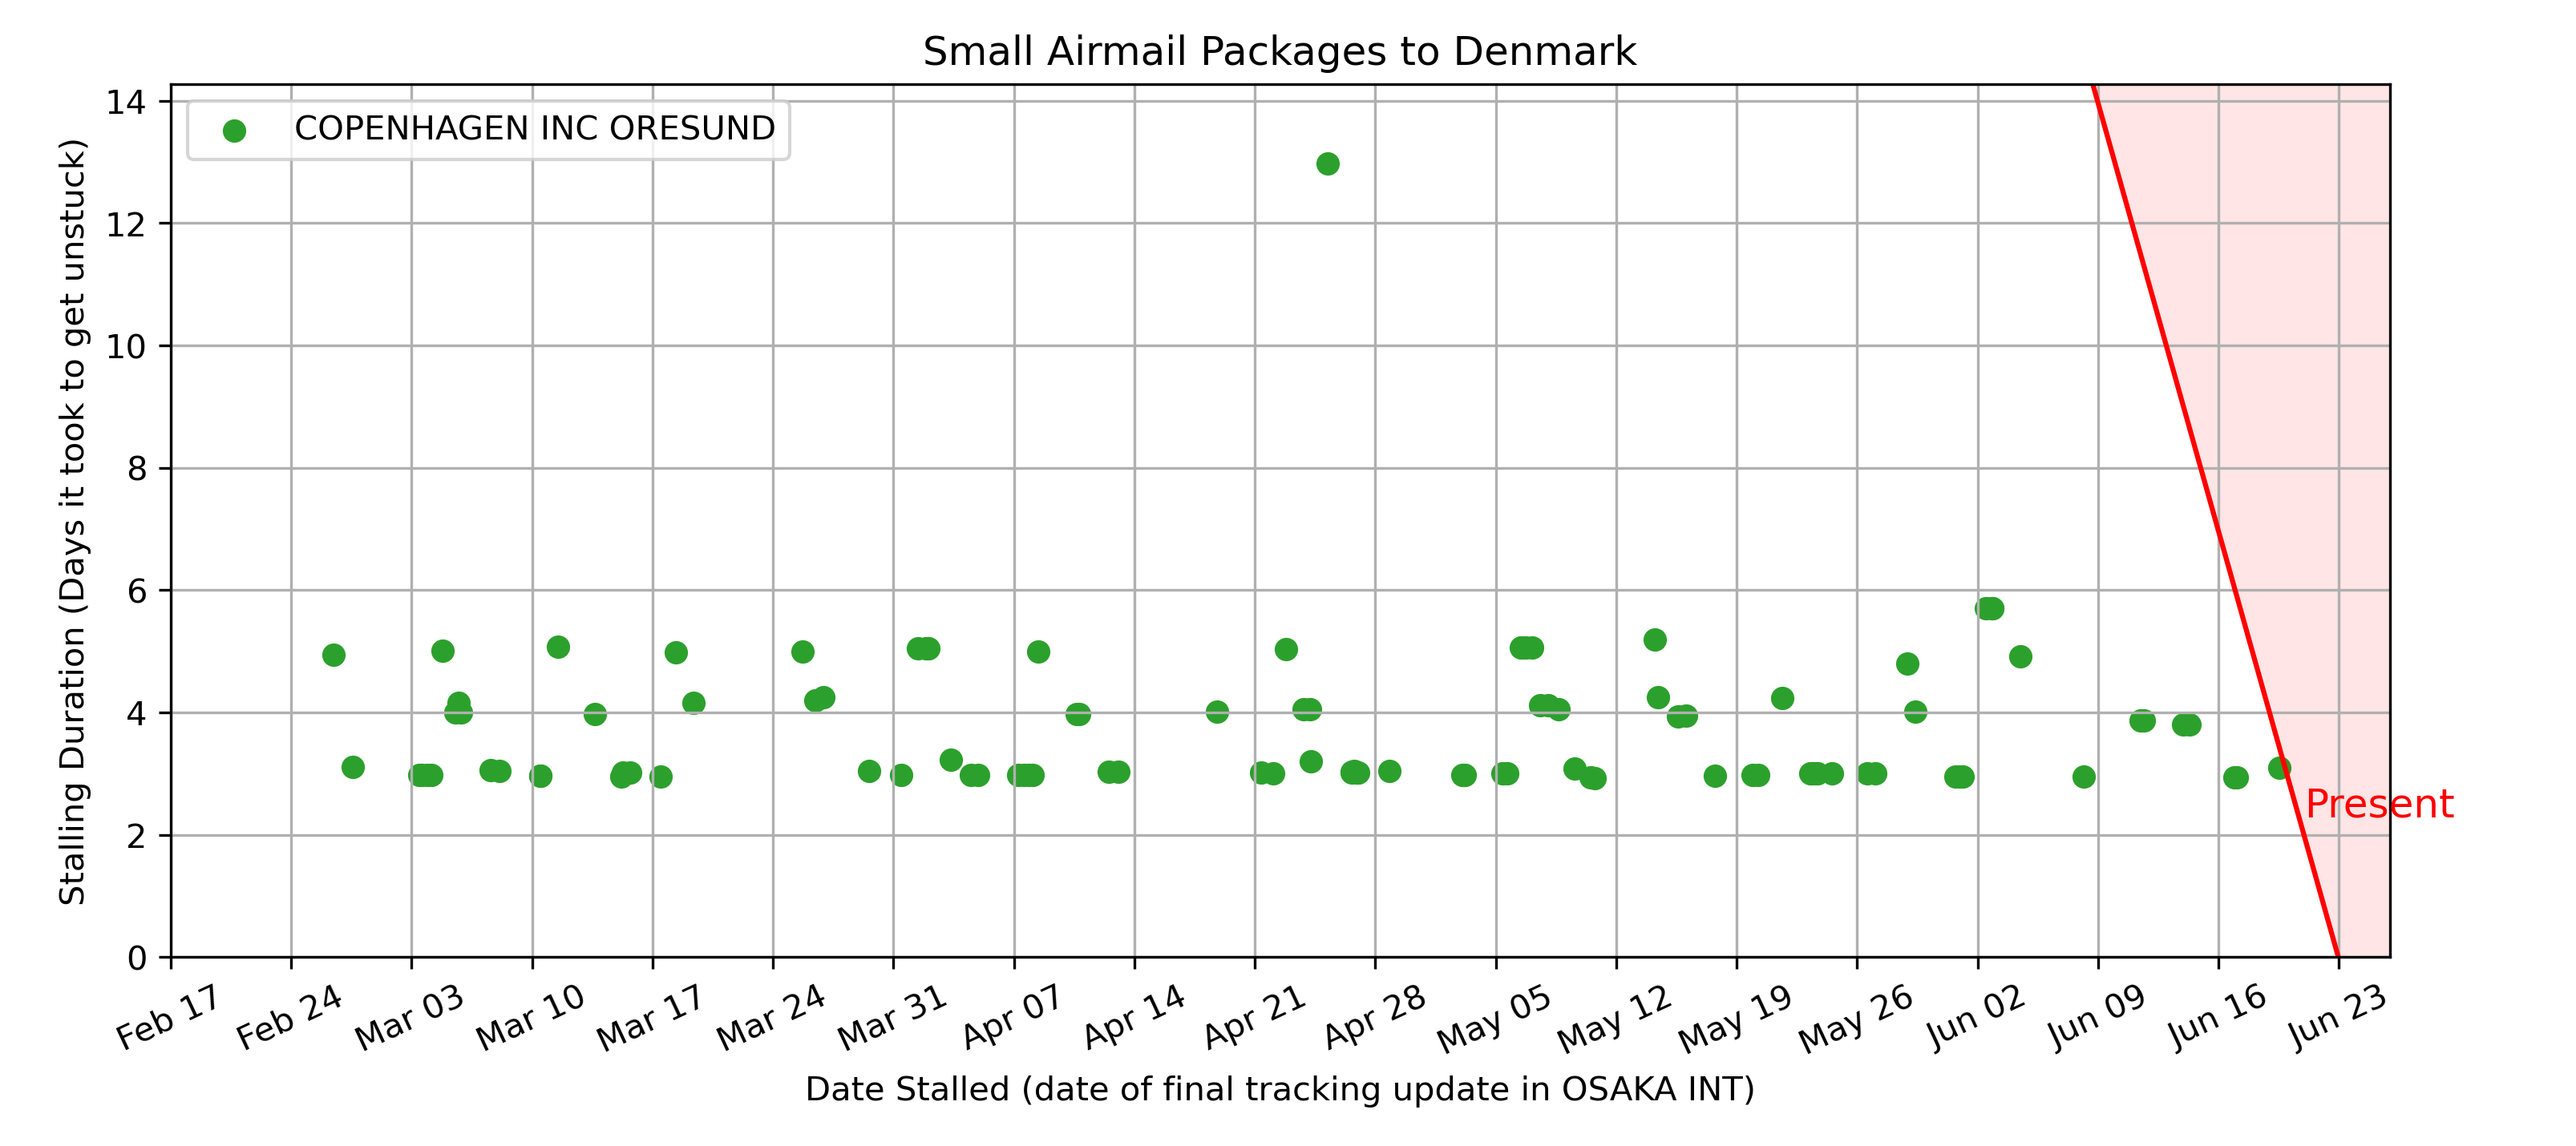 Small Airmail Packages to Denmark
COPENHAGEN INC ORESUND
Stalling Duration (Days it took to get unstuck)
14
12
10
8
6
4
2
0
Present
Feb 17
Feb 24
Mar 03
Mar 10
Mar 17
Mar 24
Mar 31
Apr 07
Apr 14
Apr 21
Apr 28
May 05
May 12
May 19
May 26
Jun 02
Jun 09
Jun 16
Jun 23
Date Stalled (date of final tracking update in OSAKA INT)